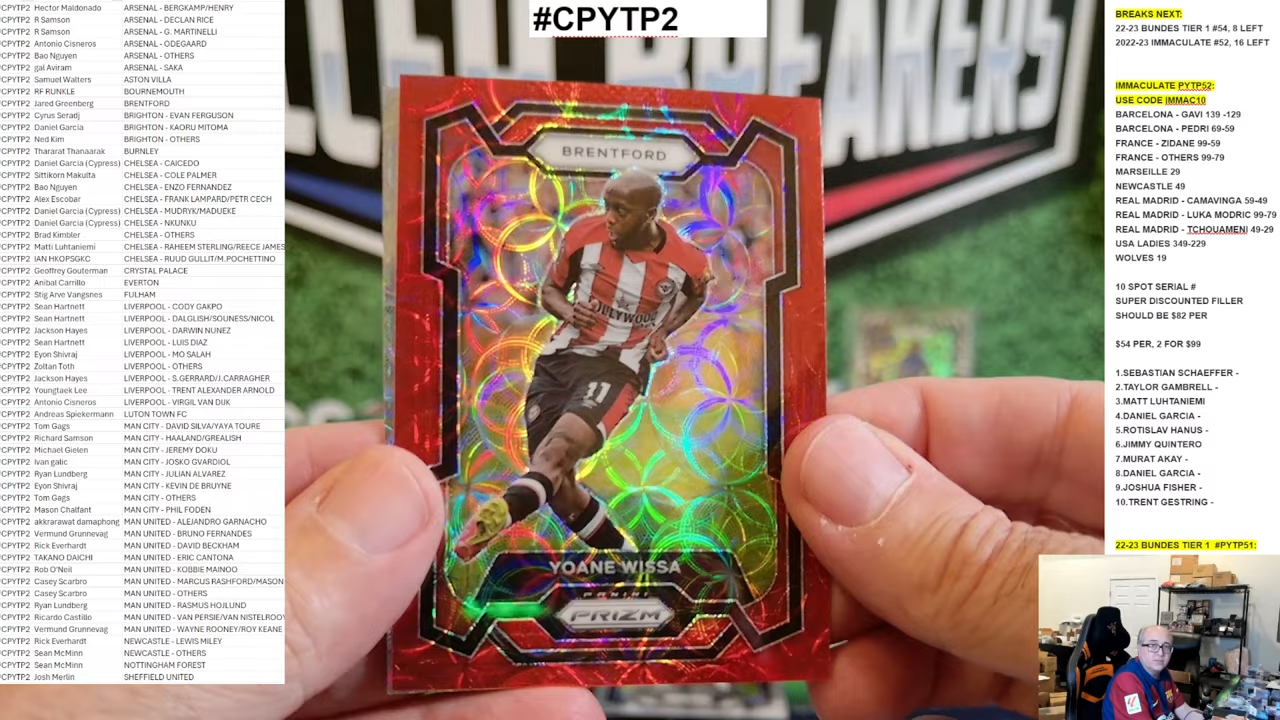 #CPYTP2
CPYTP2 Hector Maldonado ARSENAL - BERGKAMP/HENRY
CPYTP2 R Samson ARSENAL - DECLAN RICE
CPYTP2 R Samson ARSENAL - G. MARTINELLI
CPYTP2 Antonio Cisneros ARSENAL - ODEGAARD
CPYTP2 Bao Nguyen ARSENAL - OTHERS
CPYTP2 gal Aviram ARSENAL - SAKA
CPYTP2 Samuel Walters ASTON VILLA
CPYTP2 RF RUNKLE BOURNEMOUTH
CPYTP2 Jared Greenberg BRENTFORD
CPYTP2 Cyrus Seradj BRIGHTON - EVAN FERGUSON
CPYTP2 Daniel Garcia BRIGHTON - KAORU MITOMA
CPYTP2 Ned Kim BRIGHTON - OTHERS
CPYTP2 Thararat Thanaarak BURNLEY
CPYTP2 Daniel Garcia (Cypress) CHELSEA - CAICEDO
CPYTP2 Sittikorn Makulta CHELSEA - COLE PALMER
CPYTP2 Bao Nguyen CHELSEA - ENZO FERNANDEZ
CPYTP2 Alex Escobar CHELSEA - FRANK LAMPARD/PETR CECH
CPYTP2 Daniel Garcia (Cypress) CHELSEA - MUDRYK/MADUEKE
CPYTP2 Daniel Garcia (Cypress) CHELSEA - NKUNKU
CPYTP2 Brad Kimbler CHELSEA - OTHERS
CPYTP2 Matti Luhtaniemi CHELSEA - RAHEEM STERLING/REECE JAMES
CPYTP2 IAN HKOPSGKC CHELSEA - RUUD GULLIT/M.POCHETTINO
CPYTP2 Geoffrey Gouterman CRYSTAL PALACE
CPYTP2 Anibal Carrillo EVERTON
CPYTP2 Stig Arve Vangsnes FULHAM
CPYTP2 Sean Hartnett LIVERPOOL - CODY GAKPO
CPYTP2 Sean Hartnett LIVERPOOL - DALGLISH/SOUNESS/NICOL
CPYTP2 Jackson Hayes LIVERPOOL - DARWIN NUNEZ
CPYTP2 Sean Hartnett LIVERPOOL - LUIS DIAZ
CPYTP2 Eyon Shivraj LIVERPOOL - MO SALAH
CPYTP2 Zoltan Toth LIVERPOOL - OTHERS
CPYTP2 Jackson Hayes LIVERPOOL - S.GERRARD/J.CARRAGHER
CPYTP2 Youngtaek Lee LIVERPOOL - TRENT ALEXANDER ARNOLD
CPYTP2 Antonio Cisneros LIVERPOOL - VIRGIL VAN DIJK
CPYTP2 Andreas Spiekermann LUTON TOWN FC
CPYTP2 Tom Gags MAN CITY - DAVID SILVA/YAYA TOURE
CPYTP2 Richard Samson MAN CITY - HAALAND/GREALISH
CPYTP2 Michael Gielen MAN CITY - JEREMY DOKU
CPYTP2 Ivan galic MAN CITY - JOSKO GVARDIOL
CPYTP2 Ryan Lundberg MAN CITY - JULIAN ALVAREZ
CPYTP2 Eyon Shivraj MAN CITY - KEVIN DE BRUYNE
CPYTP2 Tom Gags MAN CITY - OTHERS
CPYTP2 Mason Chalfant MAN CITY - PHIL FODEN
CPYTP2 akkrarawat damaphong MAN UNITED - ALEJANDRO GARNACHO
CPYTP2 Vermund Grunnevag MAN UNITED - BRUNO FERNANDES
CPYTP2 Rick Everhardt MAN UNITED - DAVID BECKHAM
CPYTP2 TAKANO DAICHI MAN UNITED - ERIC CANTONA
CPYTP2 Rob O'Neil MAN UNITED - KOBBIE MAINOO
CPYTP2 Casey Scarbro MAN UNITED - MARCUS RASHFORD/MASON
CPYTP2 Casey Scarbro MAN UNITED - OTHERS
CPYTP2 Ryan Lundberg MAN UNITED - RASMUS HOJLUND
CPYTP2 Ricardo Castillo MAN UNITED - VAN PERSIE/VAN NISTELROOY
CPYTP2 Vermund Grunnevag MAN UNITED - WAYNE ROONEY/ROY KEANE
CPYTP2 Rick Everhardt NEWCASTLE - LEWIS MILEY
CPYTP2 Sean McMinn NEWCASTLE - OTHERS
CPYTP2 Sean McMinn NOTTINGHAM FOREST
CPYTP2 Josh Merlin SHEFFIELD UNITED
BRENTFORD
HOLLYWOOD
11
YOANE WISSA
PANINI
PRIZM
BREAKS NEXT:
22-23 BUNDES TIER 1 #54, 8 LEFT
2022-23 IMMACULATE #52, 16 LEFT
IMMACULATE PYTP52:
USE CODE IMMAC10
BARCELONA - GAVI 139 -129
BARCELONA - PEDRI 69-59
FRANCE - ZIDANE 99-59
FRANCE - OTHERS 99-79
MARSEILLE 29
NEWCASTLE 49
REAL MADRID - CAMAVINGA 59-49
REAL MADRID - LUKA MODRIC 99-79
REAL MADRID - TCHOUAMENI 49-29
USA LADIES 349-229
WOLVES 19
10 SPOT SERIAL #
SUPER DISCOUNTED FILLER
SHOULD BE $82 PER
$54 PER, 2 FOR $99
1.SEBASTIAN SCHAEFFER -
2.TAYLOR GAMBRELL -
3.MATT LUHTANIEMI
4.DANIEL GARCIA -
5.ROTISLAV HANUS -
6.JIMMY QUINTERO
7.MURAT AKAY -
8.DANIEL GARCIA -
9.JOSHUA FISHER -
10.TRENT GESTRING -
22-23 BUNDES TIER 1 #PYTP51: